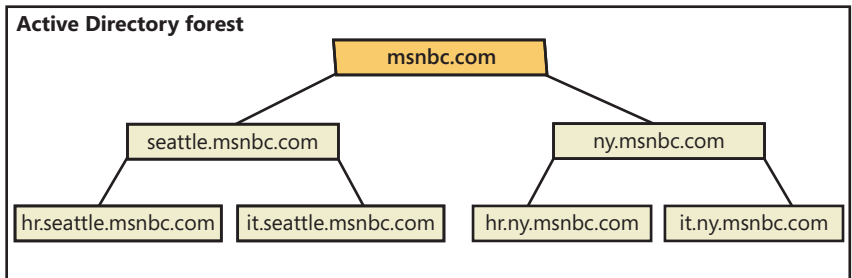 Active Directory forest
msnbc.com
seattle.msnbc.com
ny.msnbc.com
hr.seattle.msnbc.com
it.seattle.msnbc.com
hr.ny.msnbc.com
it.ny.msnbc.com